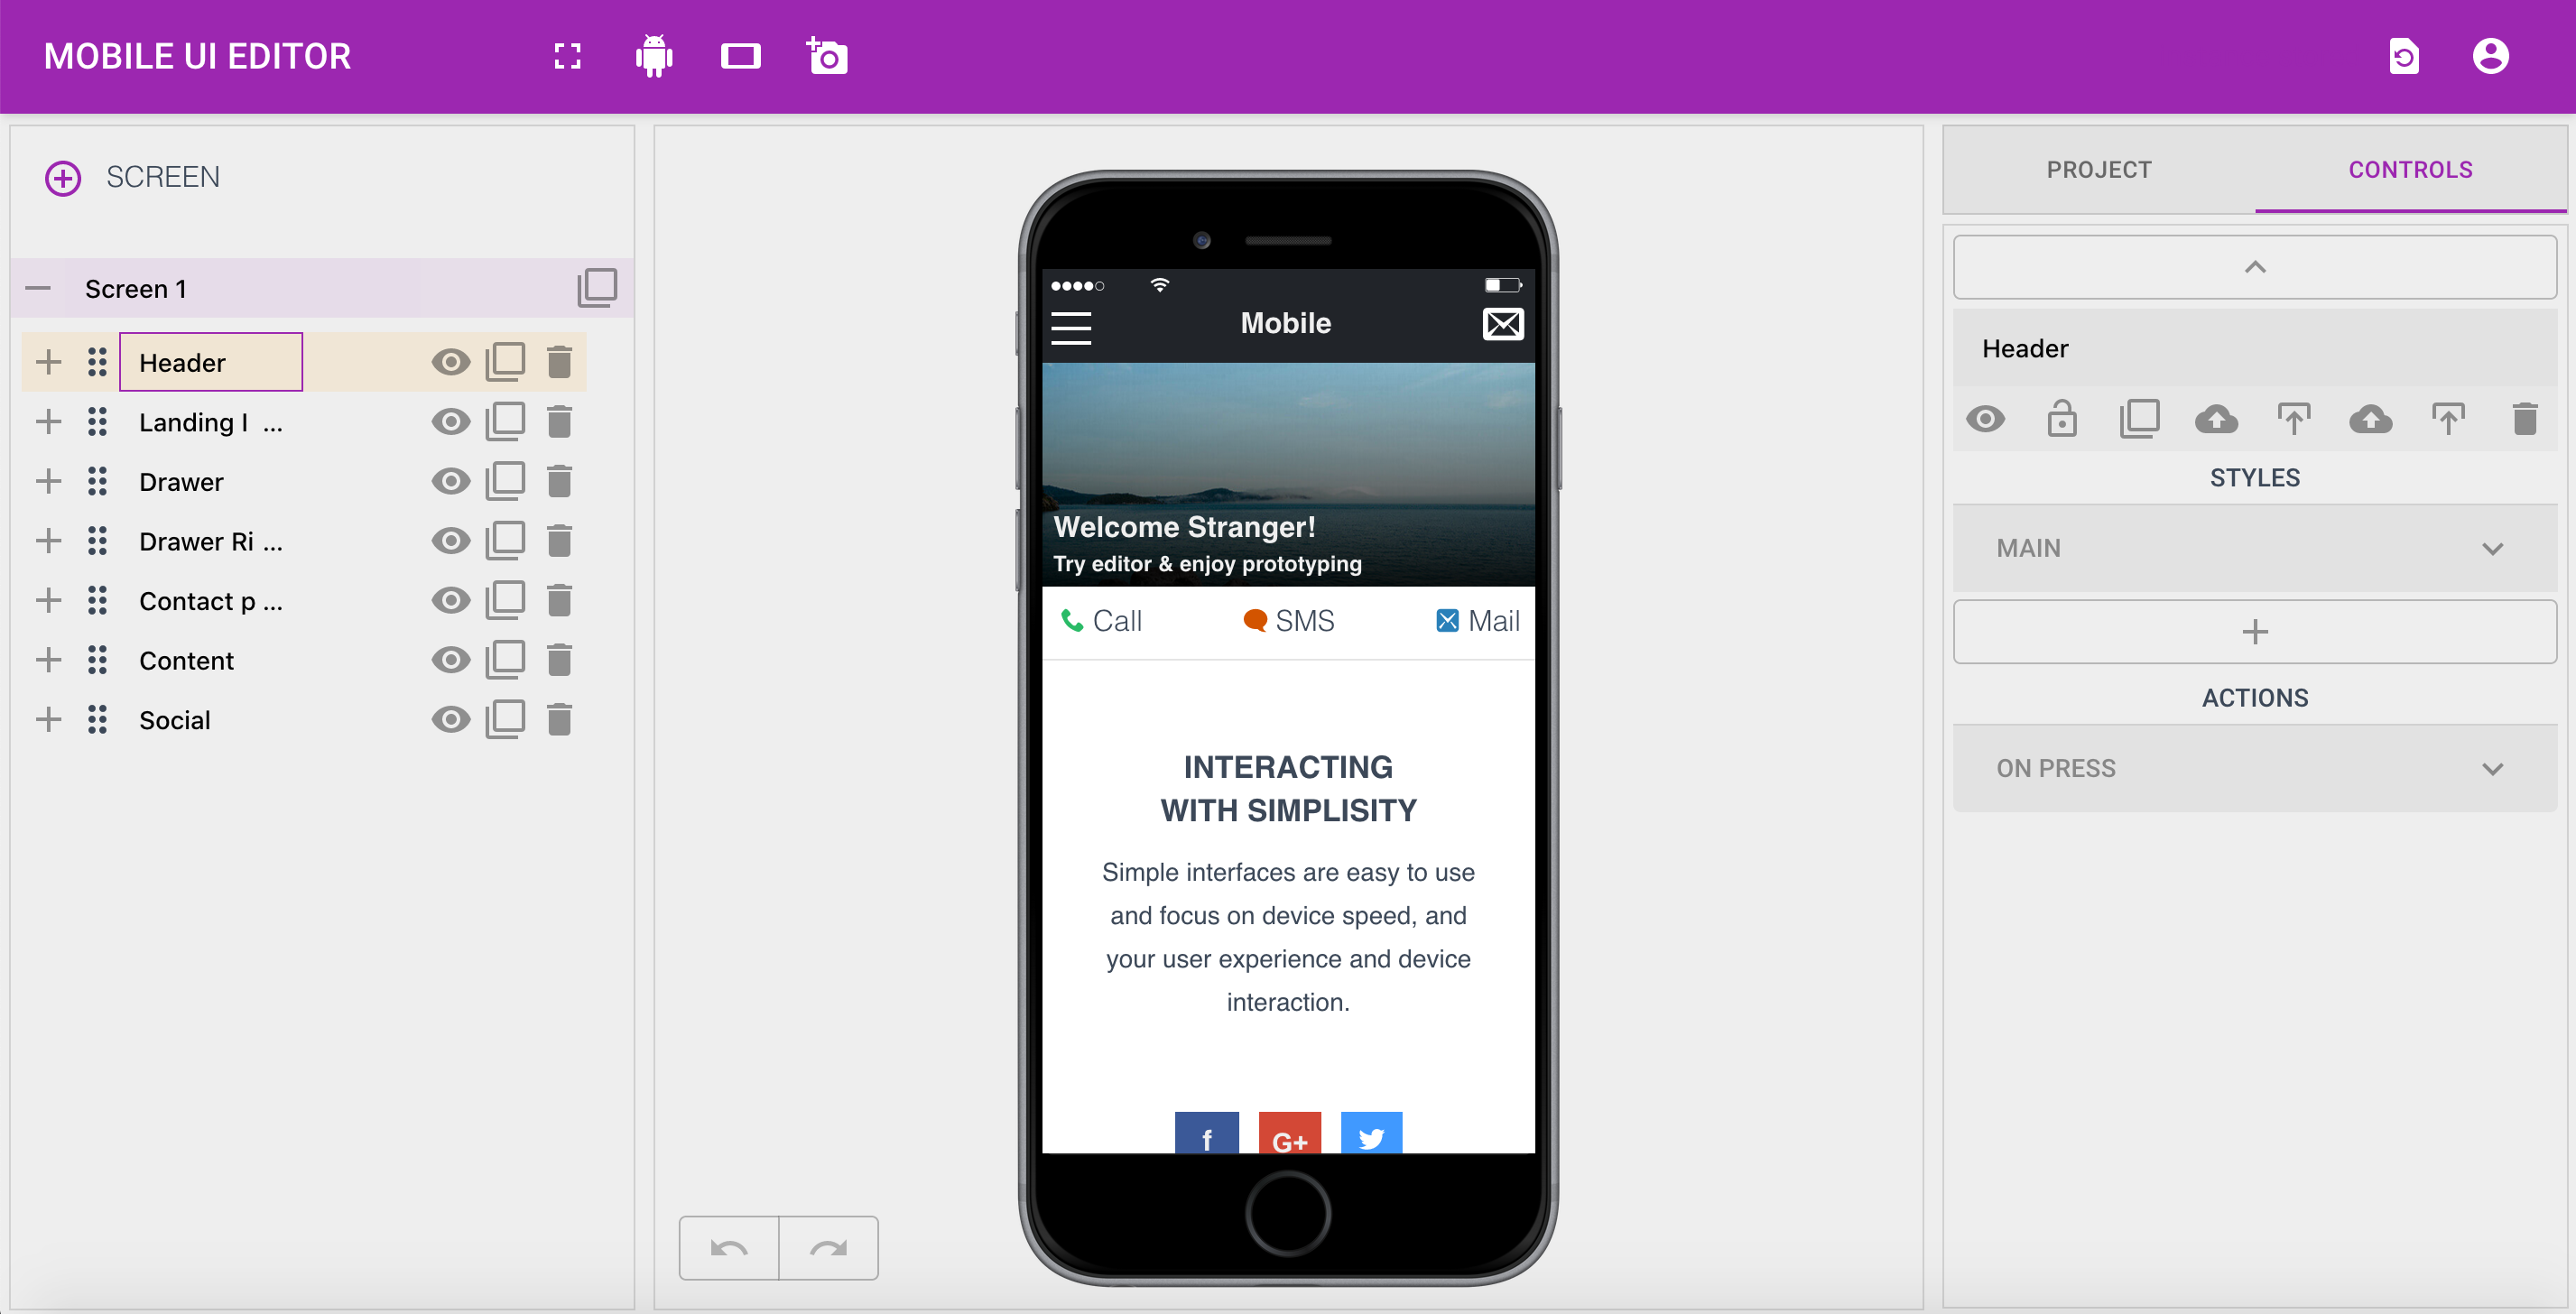 MOBILE UI EDITOR
SCREEN
Screen 1
Header
Landing I ...
Drawer
Drawer Ri ...
Contact p ...
Content
Social
Mobile
Welcome Stranger!
Try editor & enjoy prototyping
Call SMS Mail
INTERACTING
WITH SIMPLISITY
Simple interfaces are easy to use
and focus on device speed, and
your user experience and device
interaction.
f G+
PROJECT CONTROLS
Header
STYLES
MAIN
ACTIONS
ON PRESS